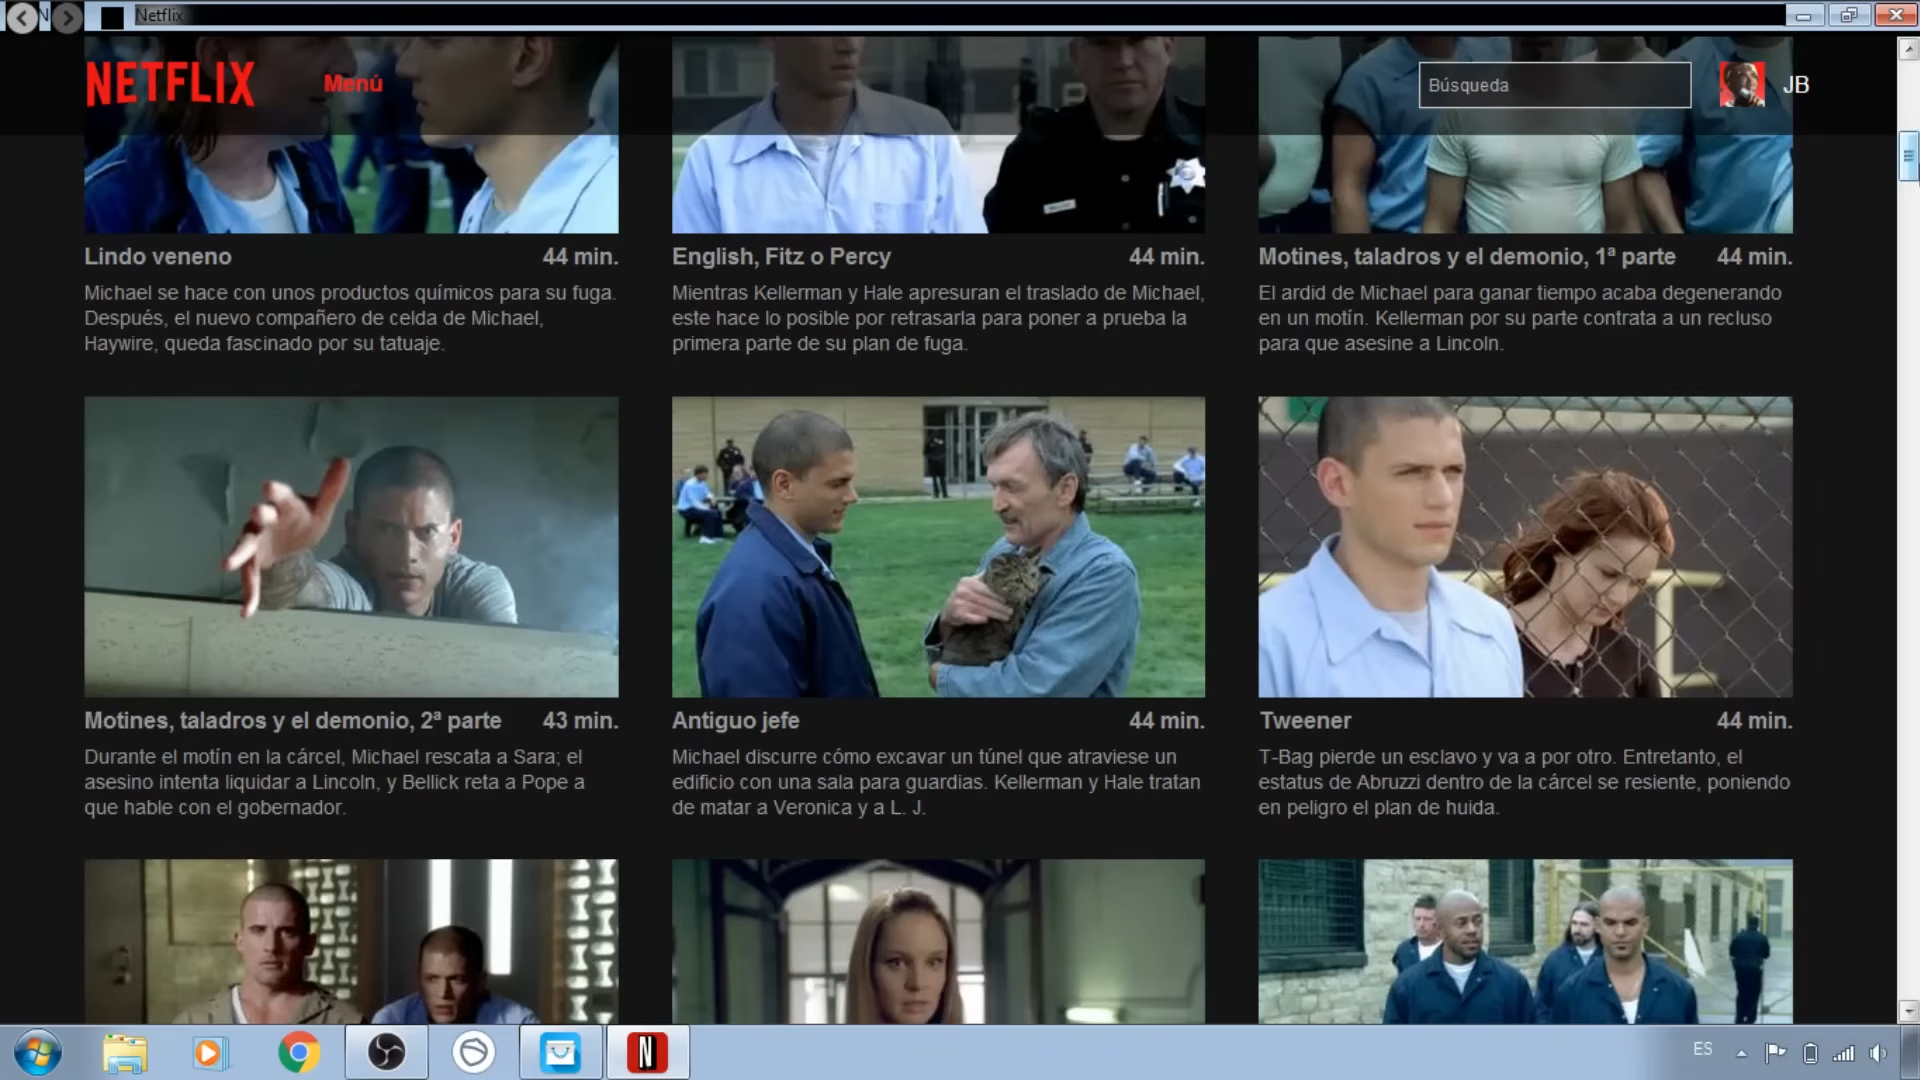 Netflix
NETFLIX
Menú
Búsqueda
JB
Lindo veneno 44 min.
Michael se hace con unos productos químicos para su fuga.
Después, el nuevo compañero de celda de Michael,
Haywire, queda fascinado por su tatuaje.
English, Fitz o Percy 44 min.
Mientras Kellerman y Hale apresuran el traslado de Michael,
este hace lo posible por retrasarla para poner a prueba la
primera parte de su plan de fuga.
Motines, taladros y el demonio, 1ª parte 44 min.
El ardid de Michael para ganar tiempo acaba degenerando
en un motín. Kellerman por su parte contrata a un recluso
para que asesine a Lincoln.
Motines, taladros y el demonio, 2ª parte 43 min.
Durante el motín en la cárcel, Michael rescata a Sara; el
asesino intenta liquidar a Lincoln, y Bellick reta a Pope a
que hable con el gobernador.
Antiguo jefe 44 min.
Michael discurre cómo excavar un túnel que atraviese un
edificio con una sala para guardias. Kellerman y Hale tratan
de matar a Veronica y a L. J.
Tweener 44 min.
T-Bag pierde un esclavo y va a por otro. Entretanto, el
estatus de Abruzzi dentro de la cárcel se resiente, poniendo
en peligro el plan de huida.
N
ES